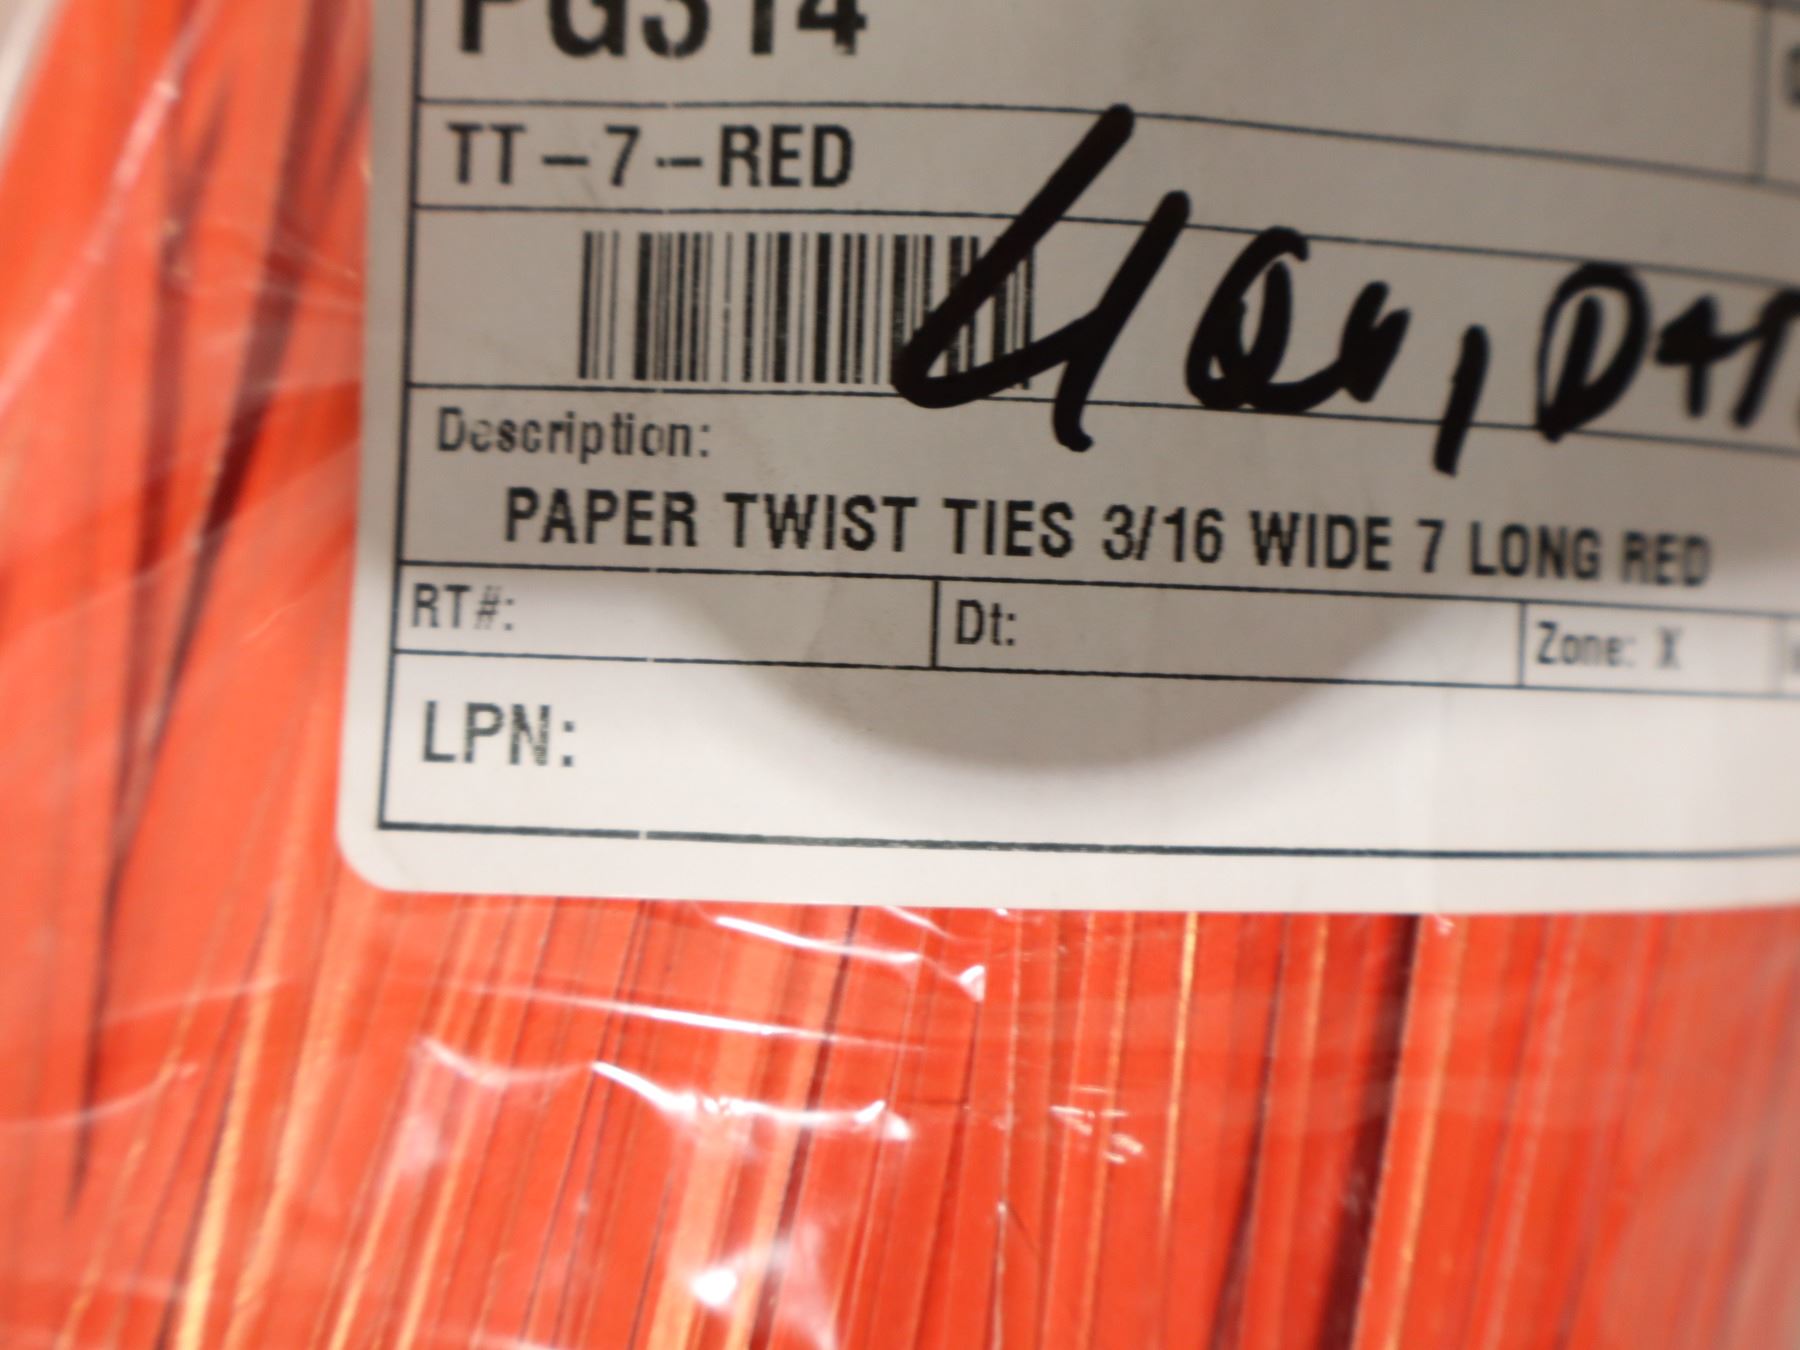 PG314
TT-7-RED
Description:
PAPER TWIST TIES 3/16 WIDE 7 LONG RED
RT#:
Dt:
Zone: X
LPN: